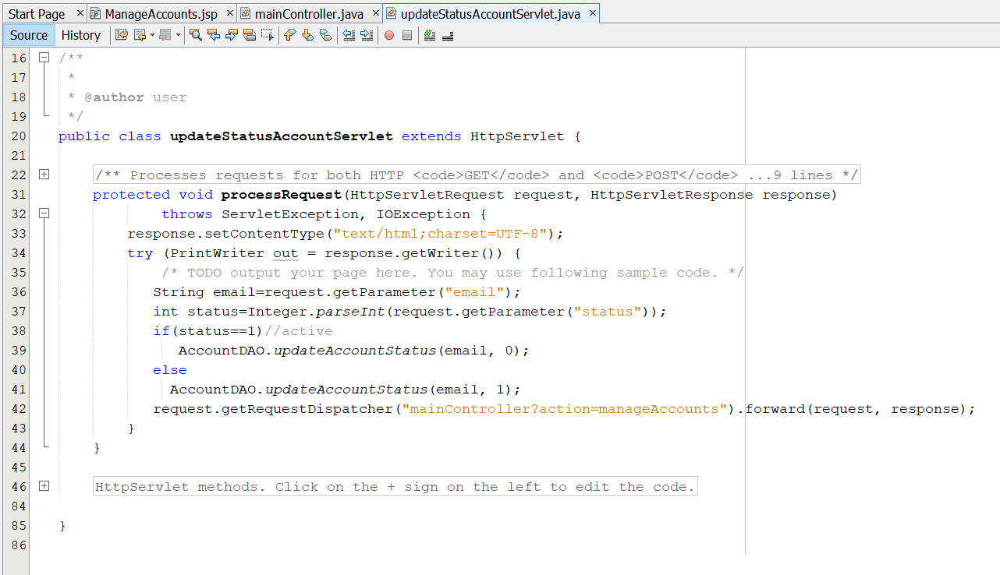 Start Page × ManageAccounts.jsp × mainController.java × updateStatusAccountServlet.java ×
Source History
16 /**
17 *
18 * @author user
19 */
20 public class updateStatusAccountServlet extends HttpServlet {
21
22 /** Processes requests for both HTTP <code>GET</code> and <code>POST</code> ...9 lines */
31 protected void processRequest(HttpServletRequest request, HttpServletResponse response)
32 throws ServletException, IOException {
33 response.setContentType("text/html;charset=UTF-8");
34 try (PrintWriter out = response.getWriter()) {
35 /* TODO output your page here. You may use following sample code. */
36 String email=request.getParameter("email");
37 int status=Integer.parseInt(request.getParameter("status"));
38 if(status==1)//active
39 AccountDAO.updateAccountStatus(email, 0);
40 else
41 AccountDAO.updateAccountStatus(email, 1);
42 request.getRequestDispatcher("mainController?action=manageAccounts").forward(request, response);
43 }
44 }
45
46 HttpServlet methods. Click on the + sign on the left to edit the code.
84
85 }
86